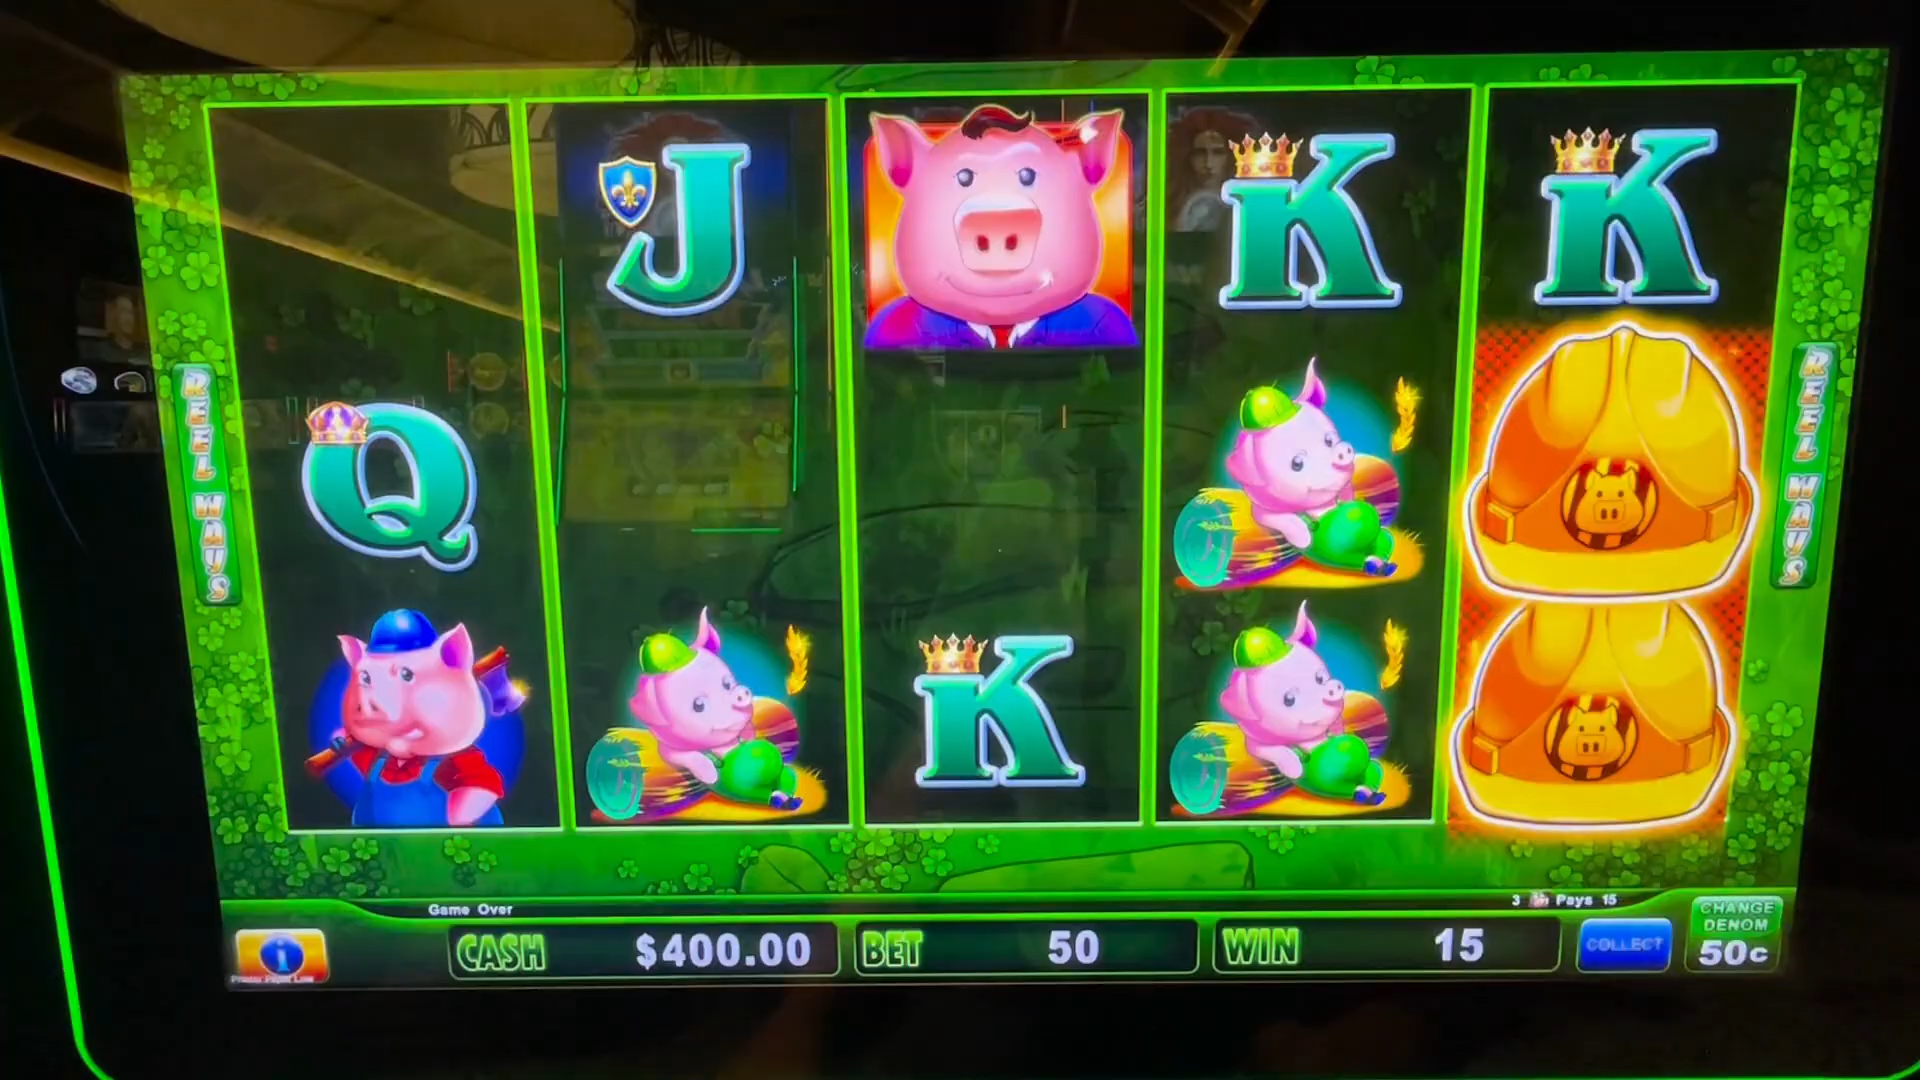 J
K
K
Q
K
REEL WAYS
REEL WAYS
Game Over
3 Pays 15
CASH $400.00
BET 50
WIN 15
COLLECT
CHANGE
DENOM
50¢
i